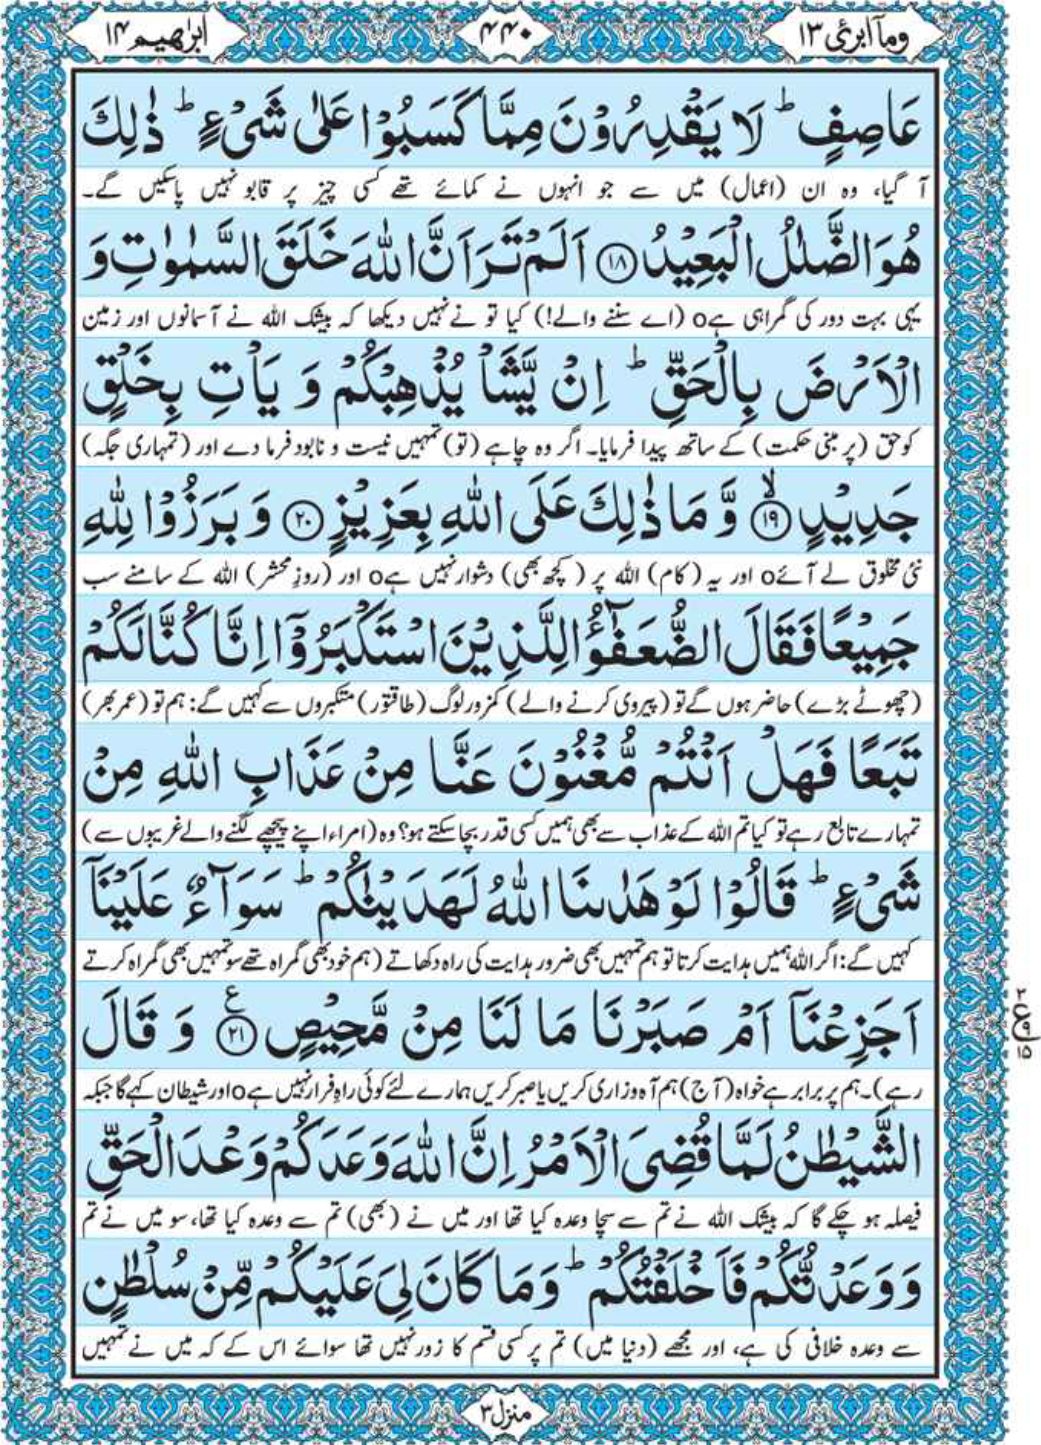 ومآ ابرئ ۱۳
۴۴۰
ابرٰهیم ۱۴
عَاصِفٍ ؕ لَا یَقْدِرُوْنَ مِمَّا كَسَبُوْا عَلٰی شَیْءٍ ؕ ذٰلِكَ
آ گیا، وہ ان (اعمال) میں سے جو انہوں نے کمائے تھے کسی چیز پر قابو نہیں پاسکیں گے۔
هُوَ الضَّلٰلُ الْبَعِیْدُ ﴿۱۸﴾ اَلَمْ تَرَ اَنَّ اللّٰهَ خَلَقَ السَّمٰوٰتِ وَ
یہی بہت دور کی گمراہی ہے٥ (اے سننے والے!) کیا تو نے نہیں دیکھا کہ بیشک اللہ نے آسمانوں اور زمین
الْاَرْضَ بِالْحَقِّ ؕ اِنْ یَّشَاْ یُذْهِبْكُمْ وَ یَاْتِ بِخَلْقٍ
کو حق (پر مبنی حکمت) کے ساتھ پیدا فرمایا۔ اگر وہ چاہے (تو) تمہیں نیست و نابود فرما دے اور (تمہاری جگہ)
جَدِیْدٍ ﴿ۙ۱۹﴾ وَّ مَا ذٰلِكَ عَلَی اللّٰهِ بِعَزِیْزٍ ﴿۲۰﴾ وَ بَرَزُوْا لِلّٰهِ
نئی مخلوق لے آئے٥ اور یہ (کام) اللہ پر (کچھ بھی) دشوار نہیں ہے٥ اور (روزِ محشر) اللہ کے سامنے سب
جَمِیْعًا فَقَالَ الضُّعَفٰٓؤُا لِلَّذِیْنَ اسْتَكْبَرُوْۤا اِنَّا كُنَّا لَكُمْ
(چھوٹے بڑے) حاضر ہوں گے تو (پیروی کرنے والے) کمزور لوگ (طاقتور) متکبروں سے کہیں گے: ہم تو (عمر بھر)
تَبَعًا فَهَلْ اَنْتُمْ مُّغْنُوْنَ عَنَّا مِنْ عَذَابِ اللّٰهِ مِنْ
تمہارے تابع رہے تو کیا تم اللہ کے عذاب سے بھی ہمیں کسی قدر بچا سکتے ہو؟ وہ (امراء اپنے پیچھے لگنے والے غریبوں سے)
شَیْءٍ ؕ قَالُوْا لَوْ هَدٰىنَا اللّٰهُ لَهَدَیْنٰكُمْ ؕ سَوَآءٌ عَلَیْنَاۤ
کہیں گے: اگر اللہ ہمیں ہدایت کرتا تو ہم تمہیں بھی ضرور ہدایت کی راہ دکھاتے (ہم خود بھی گمراہ تھے سو تمہیں بھی گمراہ کرتے
اَجَزِعْنَاۤ اَمْ صَبَرْنَا مَا لَنَا مِنْ مَّحِیْصٍ ﴿۲۱﴾ ع وَ قَالَ
رہے)۔ ہم پر برابر ہے خواہ (آج) ہم آہ و زاری کریں یا صبر کریں ہمارے لئے کوئی راہِ فرار نہیں ہے٥ اور شیطان کہے گا جبکہ
الشَّیْطٰنُ لَمَّا قُضِیَ الْاَمْرُ اِنَّ اللّٰهَ وَعَدَكُمْ وَعْدَ الْحَقِّ
فیصلہ ہو چکے گا کہ بیشک اللہ نے تم سے سچا وعدہ کیا تھا اور میں نے (بھی) تم سے وعدہ کیا تھا، سو میں نے تم
وَ وَعَدْتُّكُمْ فَاَخْلَفْتُكُمْ ؕ وَ مَا كَانَ لِیَ عَلَیْكُمْ مِّنْ سُلْطٰنٍ
سے وعدہ خلافی کی ہے، اور مجھے (دنیا میں) تم پر کسی قسم کا زور نہیں تھا سوائے اس کے کہ میں نے تمہیں
منزل ۳